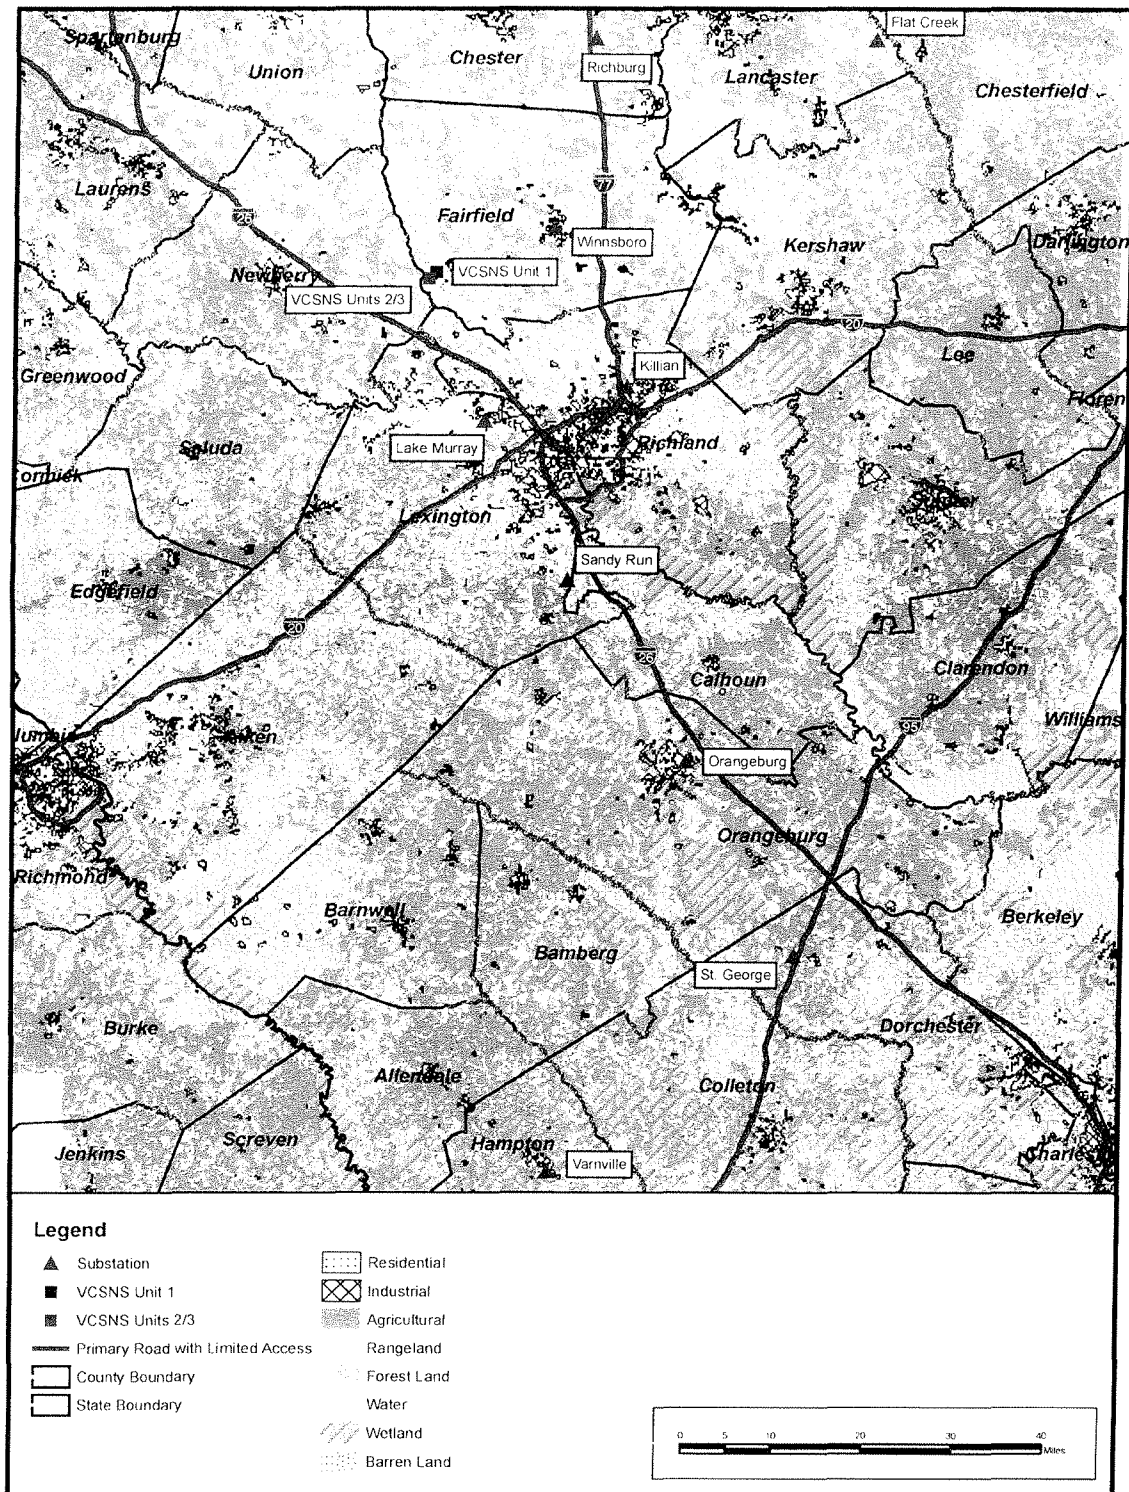 Flat Creek
Spartanburg
Union
Chester
Richburg
Lancaster
Chesterfield
Laurens
26
77
Fairfield
Winnsboro
Kershaw
Darlington
Newberry
VCSNS Unit 1
VCSNS Units 2/3
20
Lee
Greenwood
Killian
Floren
Saluda
Lake Murray
Richland
Cormick
Lexington
Sumter
Sandy Run
Edgefield
20
26
Calhoun
Clarendon
Williams
95
lumbia
Aiken
Orangeburg
Orangeburg
Richmond
Barnwell
Berkeley
Bamberg
St. George
Burke
Dorchester
Allendale
Colleton
Screven
Hampton
Jenkins
Varnville
Charles
Legend
Substation
VCSNS Unit 1
VCSNS Units 2/3
Primary Road with Limited Access
County Boundary
State Boundary
Residential
Industrial
Agricultural
Rangeland
Forest Land
Water
Wetland
Barren Land
0 5 10 20 30 40
Miles